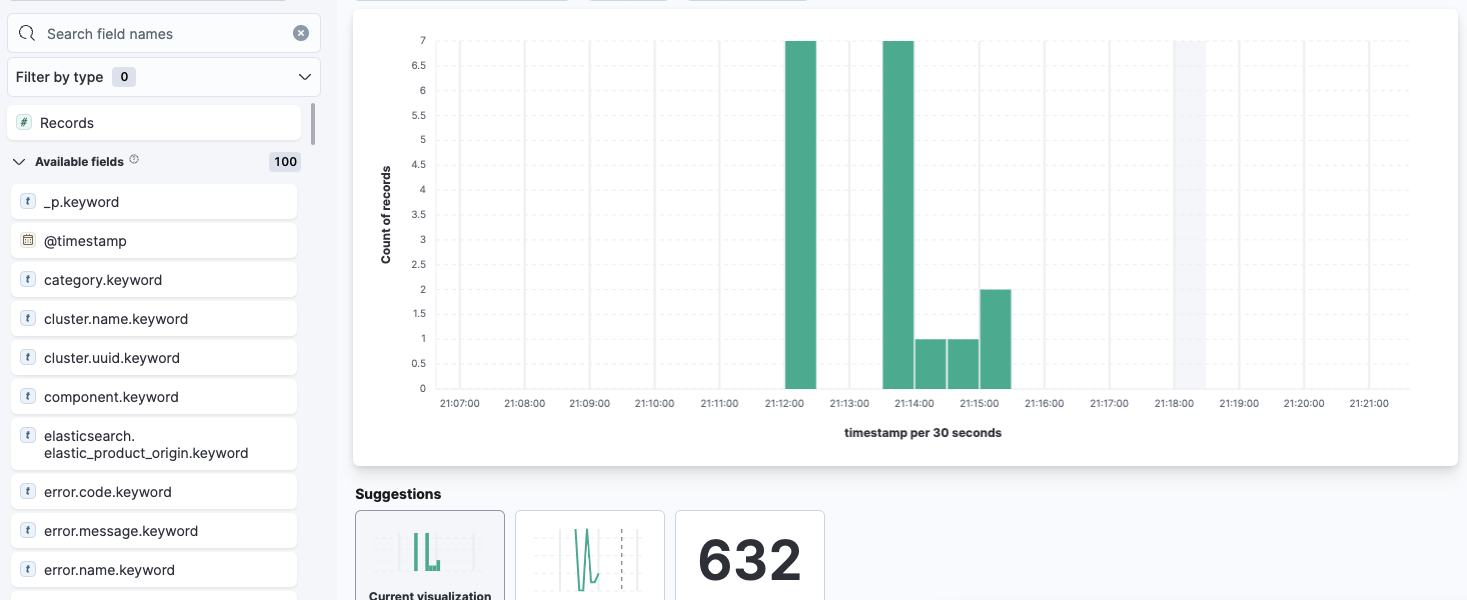 Search field names
Filter by type 0
# Records
Available fields 100
t _p.keyword
@timestamp
t category.keyword
t cluster.name.keyword
t cluster.uuid.keyword
t component.keyword
t elasticsearch.
elastic_product_origin.keyword
t error.code.keyword
t error.message.keyword
t error.name.keyword
Count of records
7
6.5
6
5.5
5
4.5
4
3.5
3
2.5
2
1.5
1
0.5
0
21:07:00 21:08:00 21:09:00 21:10:00 21:11:00 21:12:00 21:13:00 21:14:00 21:15:00 21:16:00 21:17:00 21:18:00 21:19:00 21:20:00 21:21:00
timestamp per 30 seconds
Suggestions
Current visualization
632